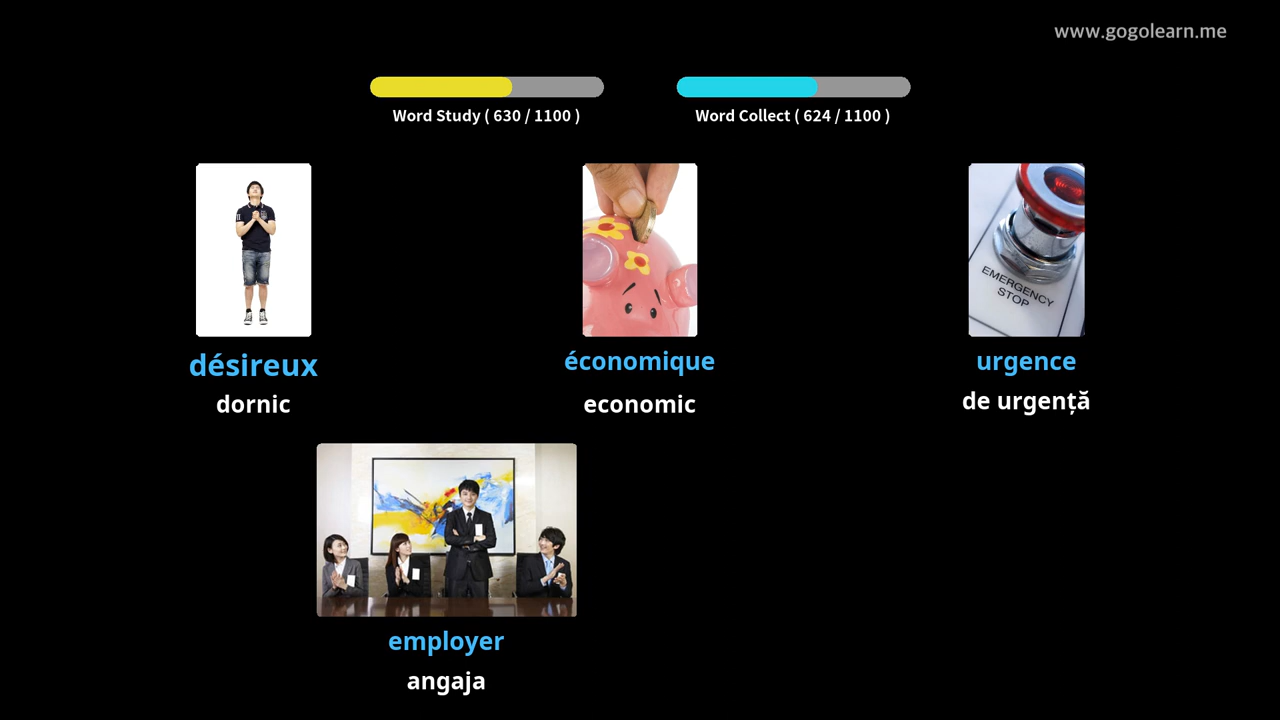 www.gogolearn.me
Word Study ( 630 / 1100 )
Word Collect ( 624 / 1100 )
EMERGENCY
STOP
désireux
économique
urgence
dornic
economic
de urgență
employer
angaja